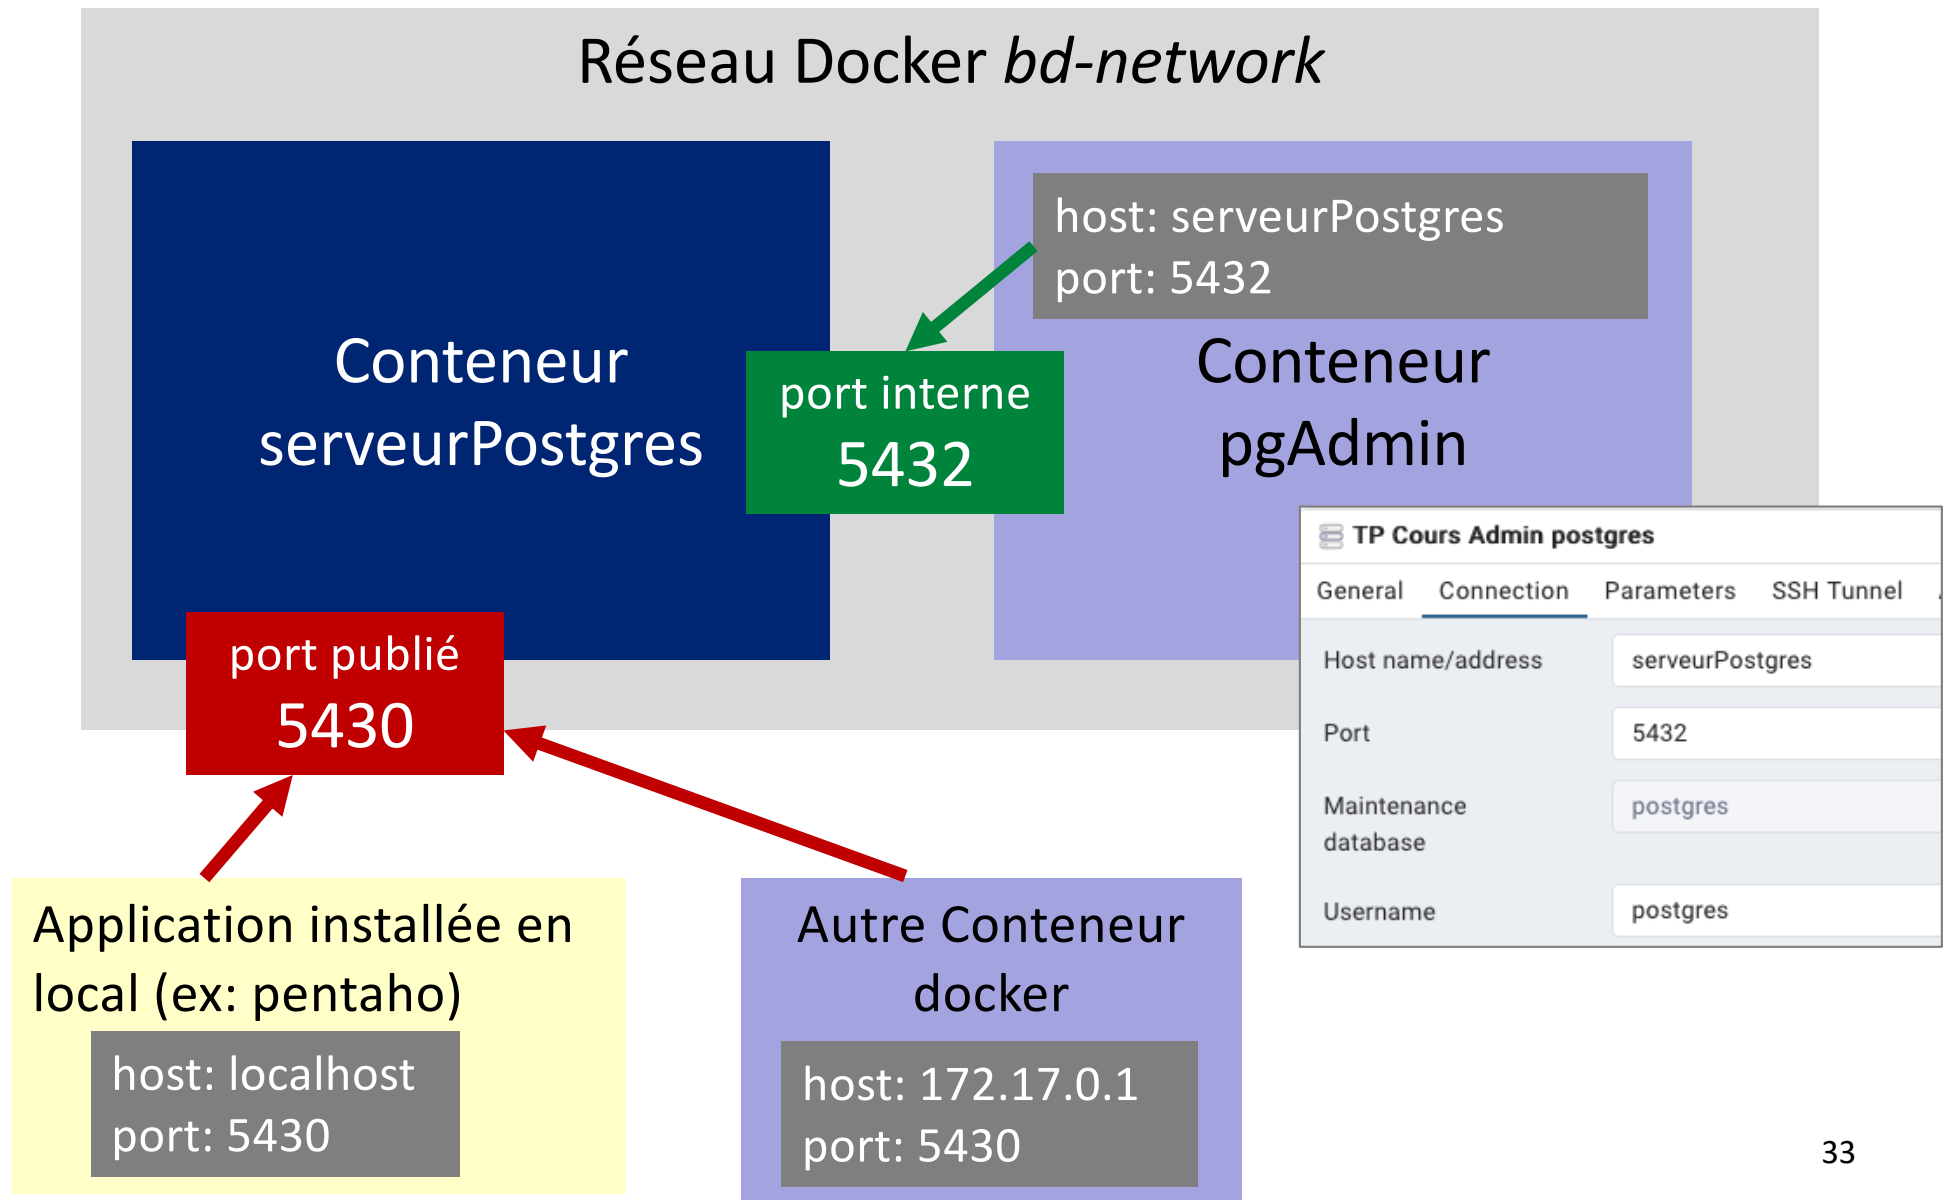 Réseau Docker bd-network
Conteneur
serveurPostgres
port interne
5432
host: serveurPostgres
port: 5432
Conteneur
pgAdmin
port publié
5430
TP Cours Admin postgres
General Connection Parameters SSH Tunnel
Host name/address serveurPostgres
Port 5432
Maintenance
database
postgres
Username postgres
Application installée en
local (ex: pentaho)
host: localhost
port: 5430
Autre Conteneur
docker
host: 172.17.0.1
port: 5430
33